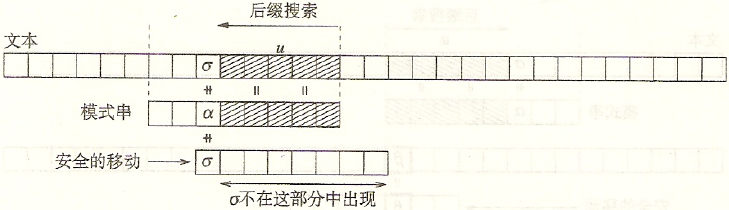 后缀搜索
文本
u
σ
模式串
α
安全的移动
σ
σ不在这部分中出现